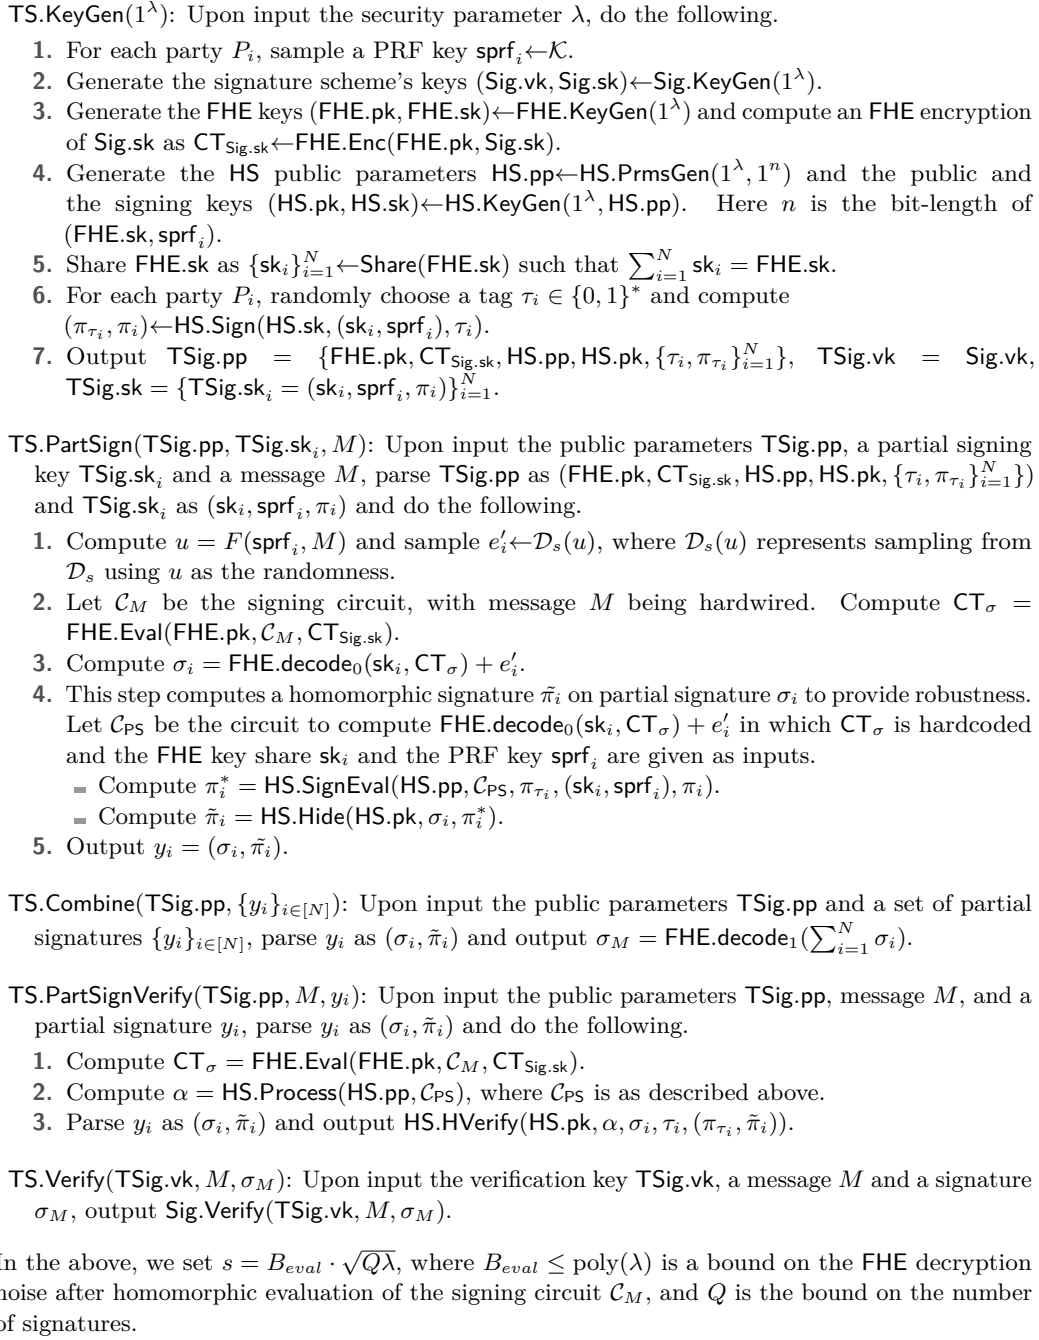 TS.KeyGen(1^λ): Upon input the security parameter λ, do the following.
1. For each party P_i, sample a PRF key sprf_i←𝒦.
2. Generate the signature scheme's keys (Sig.vk, Sig.sk)←Sig.KeyGen(1^λ).
3. Generate the FHE keys (FHE.pk, FHE.sk)←FHE.KeyGen(1^λ) and compute an FHE encryption
of Sig.sk as CT_{Sig.sk}←FHE.Enc(FHE.pk, Sig.sk).
4. Generate the HS public parameters HS.pp←HS.PrmsGen(1^λ, 1^n) and the public and
the signing keys (HS.pk, HS.sk)←HS.KeyGen(1^λ, HS.pp). Here n is the bit-length of
(FHE.sk, sprf_i).
5. Share FHE.sk as {sk_i}_{i=1}^N←Share(FHE.sk) such that ∑_{i=1}^N sk_i = FHE.sk.
6. For each party P_i, randomly choose a tag τ_i ∈ {0, 1}^* and compute
(π_{τ_i}, π_i)←HS.Sign(HS.sk, (sk_i, sprf_i), τ_i).
7. Output TSig.pp = {FHE.pk, CT_{Sig.sk}, HS.pp, HS.pk, {τ_i, π_{τ_i}}_{i=1}^N}, TSig.vk = Sig.vk,
TSig.sk = {TSig.sk_i = (sk_i, sprf_i, π_i)}_{i=1}^N.
TS.PartSign(TSig.pp, TSig.sk_i, M): Upon input the public parameters TSig.pp, a partial signing
key TSig.sk_i and a message M, parse TSig.pp as (FHE.pk, CT_{Sig.sk}, HS.pp, HS.pk, {τ_i, π_{τ_i}}_{i=1}^N})
and TSig.sk_i as (sk_i, sprf_i, π_i) and do the following.
1. Compute u = F(sprf_i, M) and sample e'_i←𝒟_s(u), where 𝒟_s(u) represents sampling from
𝒟_s using u as the randomness.
2. Let 𝒞_M be the signing circuit, with message M being hardwired. Compute CT_σ =
FHE.Eval(FHE.pk, 𝒞_M, CT_{Sig.sk}).
3. Compute σ_i = FHE.decode_0(sk_i, CT_σ) + e'_i.
4. This step computes a homomorphic signature π̃_i on partial signature σ_i to provide robustness.
Let 𝒞_{PS} be the circuit to compute FHE.decode_0(sk_i, CT_σ) + e'_i in which CT_σ is hardcoded
and the FHE key share sk_i and the PRF key sprf_i are given as inputs.
Compute π_i^* = HS.SignEval(HS.pp, 𝒞_{PS}, π_{τ_i}, (sk_i, sprf_i), π_i).
Compute π̃_i = HS.Hide(HS.pk, σ_i, π_i^*).
5. Output y_i = (σ_i, π̃_i).
TS.Combine(TSig.pp, {y_i}_{i∈[N]}): Upon input the public parameters TSig.pp and a set of partial
signatures {y_i}_{i∈[N]}, parse y_i as (σ_i, π̃_i) and output σ_M = FHE.decode_1(∑_{i=1}^N σ_i).
TS.PartSignVerify(TSig.pp, M, y_i): Upon input the public parameters TSig.pp, message M, and a
partial signature y_i, parse y_i as (σ_i, π̃_i) and do the following.
1. Compute CT_σ = FHE.Eval(FHE.pk, 𝒞_M, CT_{Sig.sk}).
2. Compute α = HS.Process(HS.pp, 𝒞_{PS}), where 𝒞_{PS} is as described above.
3. Parse y_i as (σ_i, π̃_i) and output HS.HVerify(HS.pk, α, σ_i, τ_i, (π_{τ_i}, π̃_i)).
TS.Verify(TSig.vk, M, σ_M): Upon input the verification key TSig.vk, a message M and a signature
σ_M, output Sig.Verify(TSig.vk, M, σ_M).
In the above, we set s = B_{eval} · √(Qλ), where B_{eval} ≤ poly(λ) is a bound on the FHE decryption
noise after homomorphic evaluation of the signing circuit 𝒞_M, and Q is the bound on the number
of signatures.